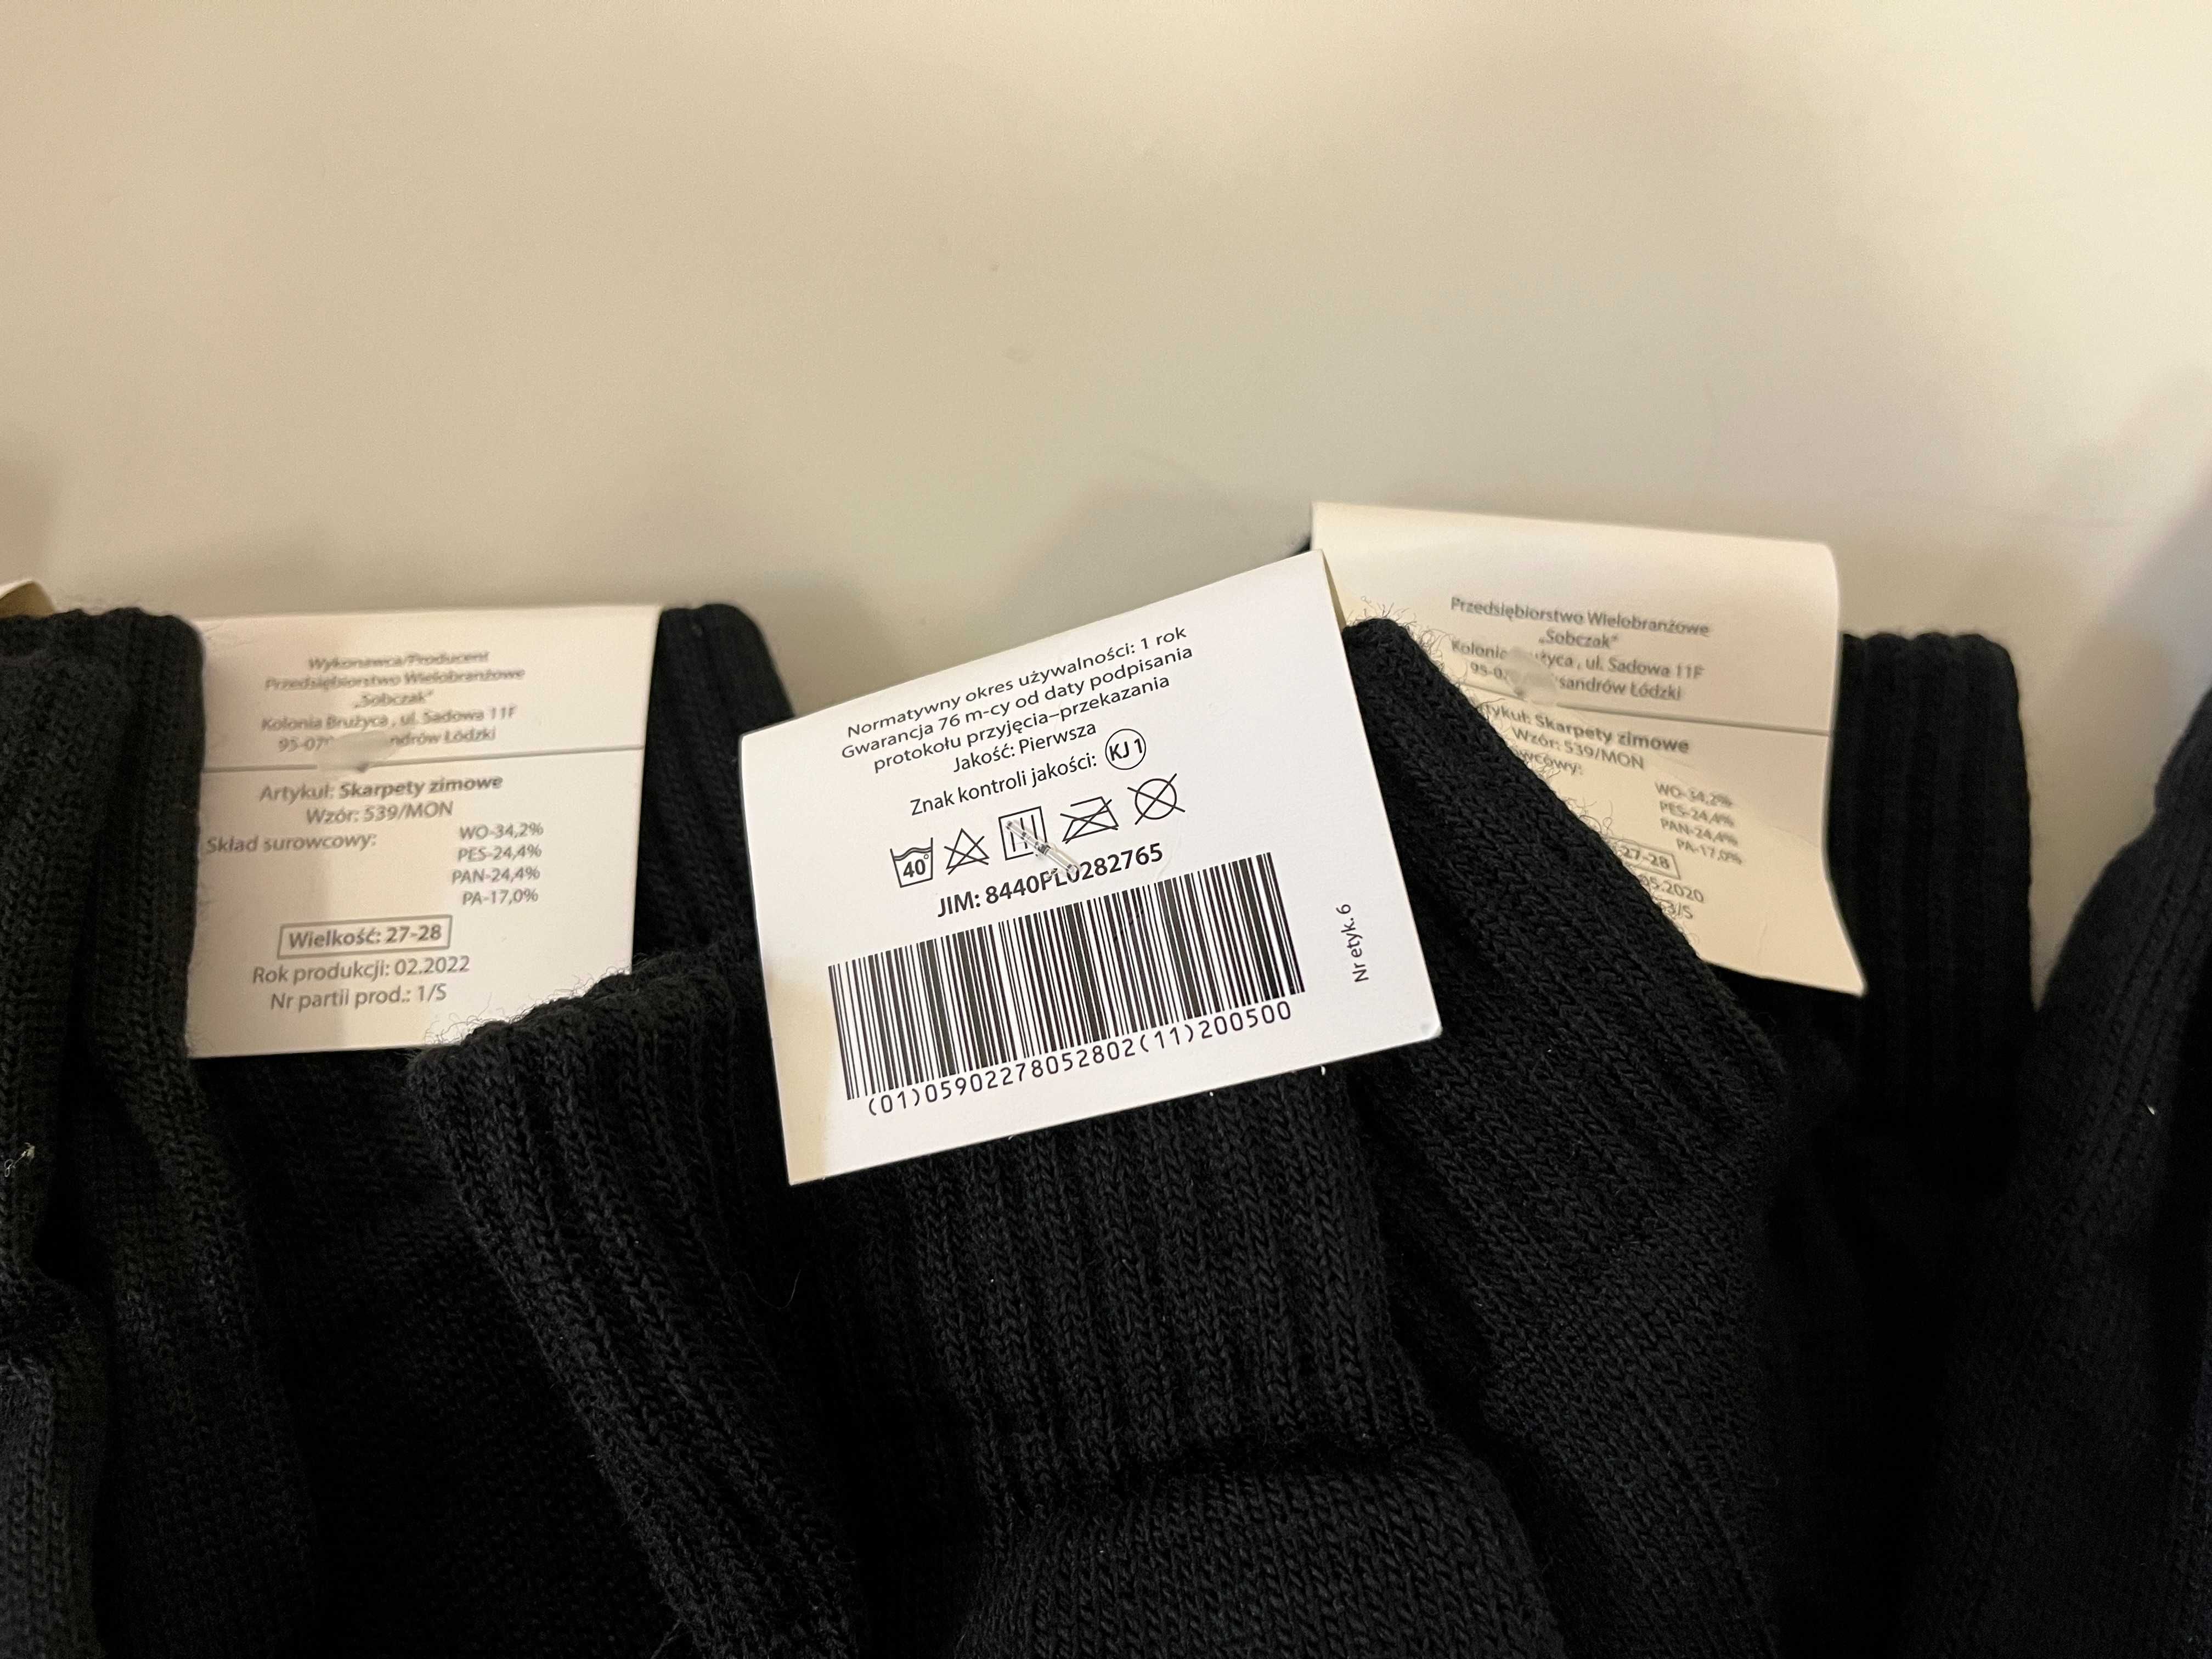 Wykonawca/Producent
Przedsiębiorstwo Wielobranżowe
„Sobczak"
Kolonia Brużyca, ul. Sadowa 11F
Łódzki
Artykuł: Skarpety zimowe
Wzór: 539/MON
Skład surowcowy:
WO-34,2%
PES-24,4%
PAN-24,4%
PA-17,0%
Wielkość: 27-28
Rok produkcji: 02.2022
Nr partii prod.: 1/S
Normatywny okres używalności: 1 rok
Gwarancja 76 m-cy od daty podpisania
protokołu przyjęcia–przekazania
Jakość: Pierwsza
Znak kontroli jakości: KJ 1
40°
JIM: 8440PL0282765
(01)05902278052802(11)200500
Nr etyk. 6
Przedsiębiorstwo Wielobranżowe
„Sobczak"
ul. Sadowa 11F
Łódzki
Skarpety zimowe
Wzór: 539/MON
WO-34,2%
PES-24,4%
PAN-24,4%
PA-17,0%
27-28
05.2020
3/S